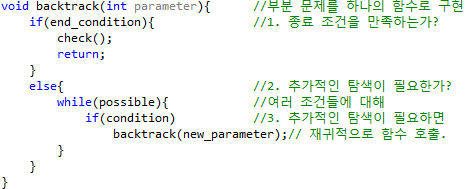 void backtrack(int parameter){ //부분 문제를 하나의 함수로 구현
if(end_condition){ //1. 종료 조건을 만족하는가?
check();
return;
}
else{ //2. 추가적인 탐색이 필요한가?
while(possible){ //여러 조건들에 대해
if(condition) //3. 추가적인 탐색이 필요하면
backtrack(new_parameter);// 재귀적으로 함수 호출.
}
}
}